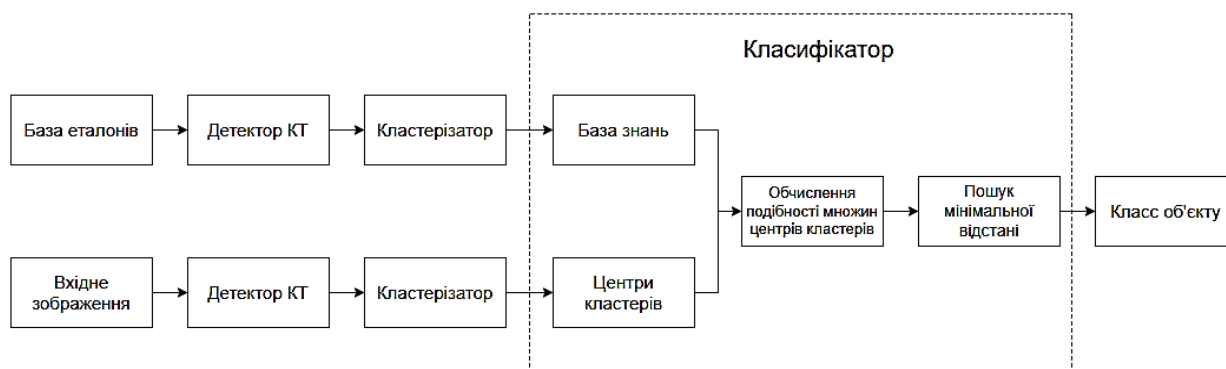 Класифікатор
База еталонів
Детектор КТ
Кластерізатор
База знань
Обчислення
подібності множин
центрів кластерів
Пошук
мінімальної
відстані
Класс об'єкту
Вхідне
зображення
Детектор КТ
Кластерізатор
Центри
кластерів